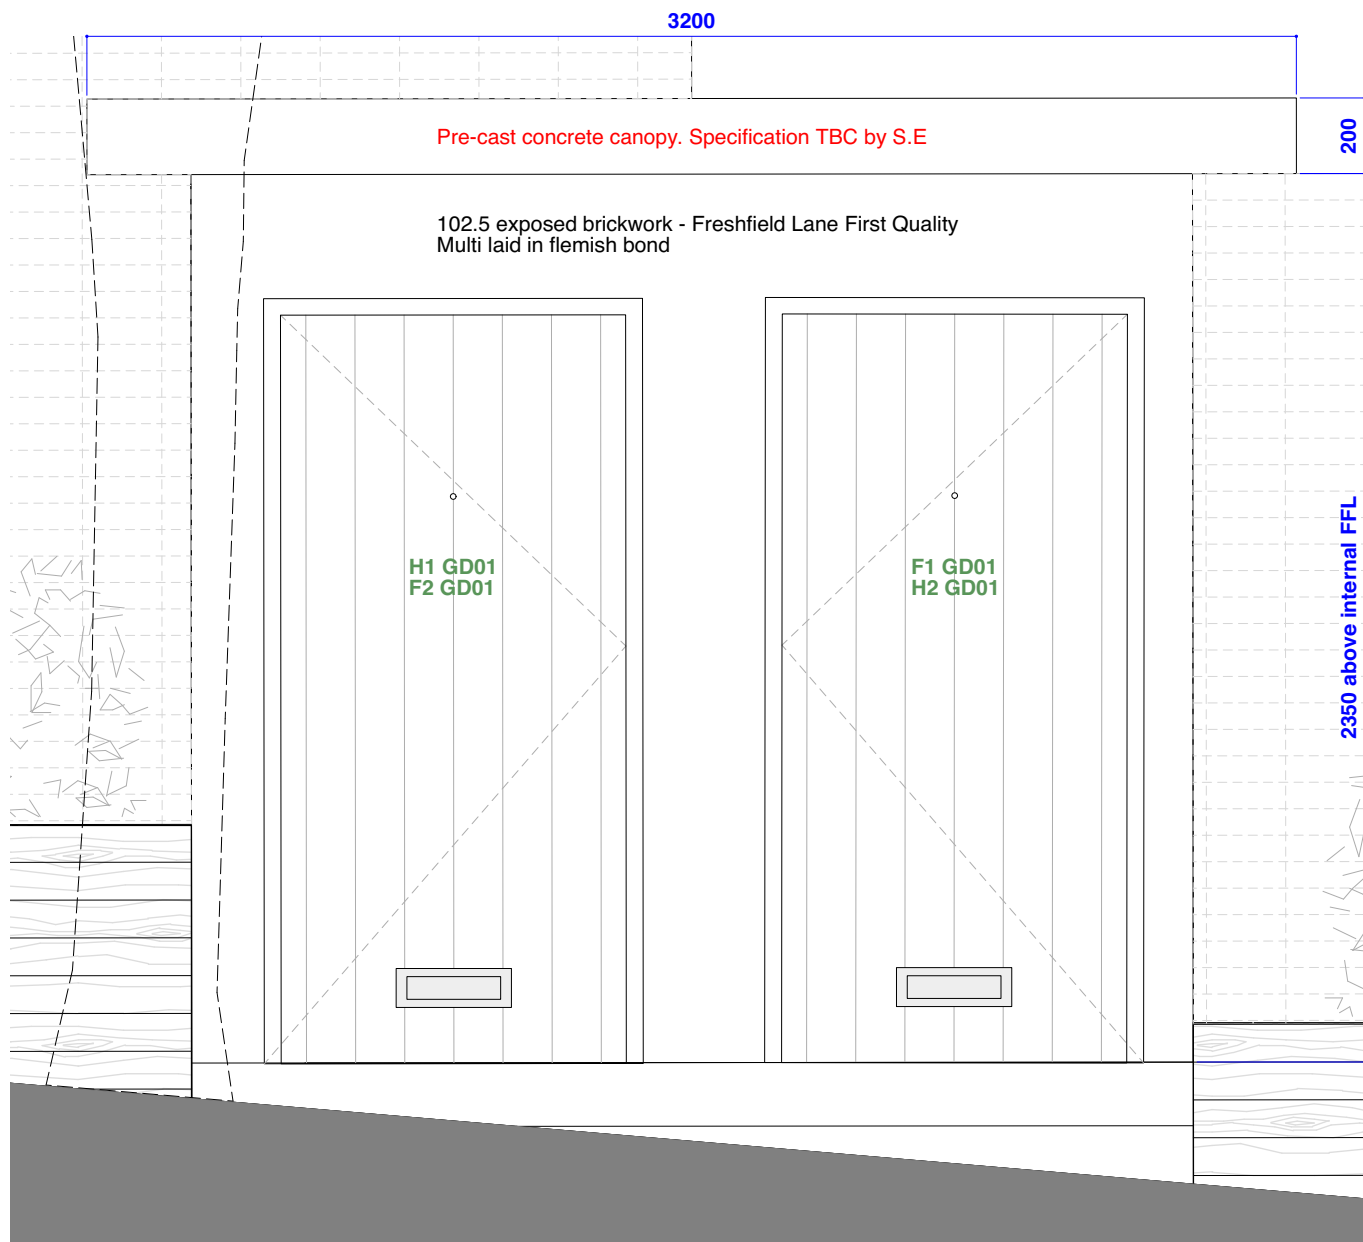 3200
Pre-cast concrete canopy. Specification TBC by S.E
200
102.5 exposed brickwork - Freshfield Lane First Quality
Multi laid in flemish bond
H1 GD01
F2 GD01
F1 GD01
H2 GD01
2350 above internal FFL